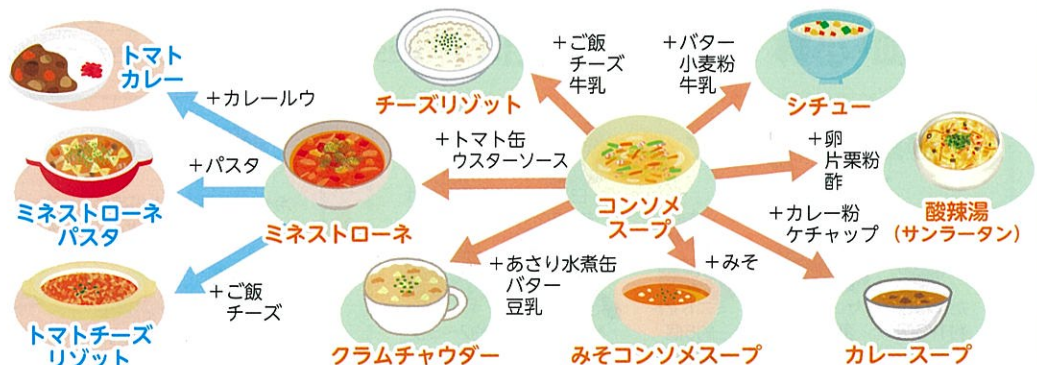 トマト
カレー
+カレールウ
+パスタ
ミネストローネ
パスタ
+ご飯
チーズ
トマトチーズ
リゾット
ミネストローネ
+トマト缶
ウスターソース
チーズリゾット
+ご飯
チーズ
牛乳
+バター
小麦粉
牛乳
シチュー
コンソメ
スープ
+卵
片栗粉
酢
酸辣湯
(サンラータン)
+カレー粉
ケチャップ
カレースープ
+みそ
みそコンソメスープ
+あさり水煮缶
バター
豆乳
クラムチャウダー